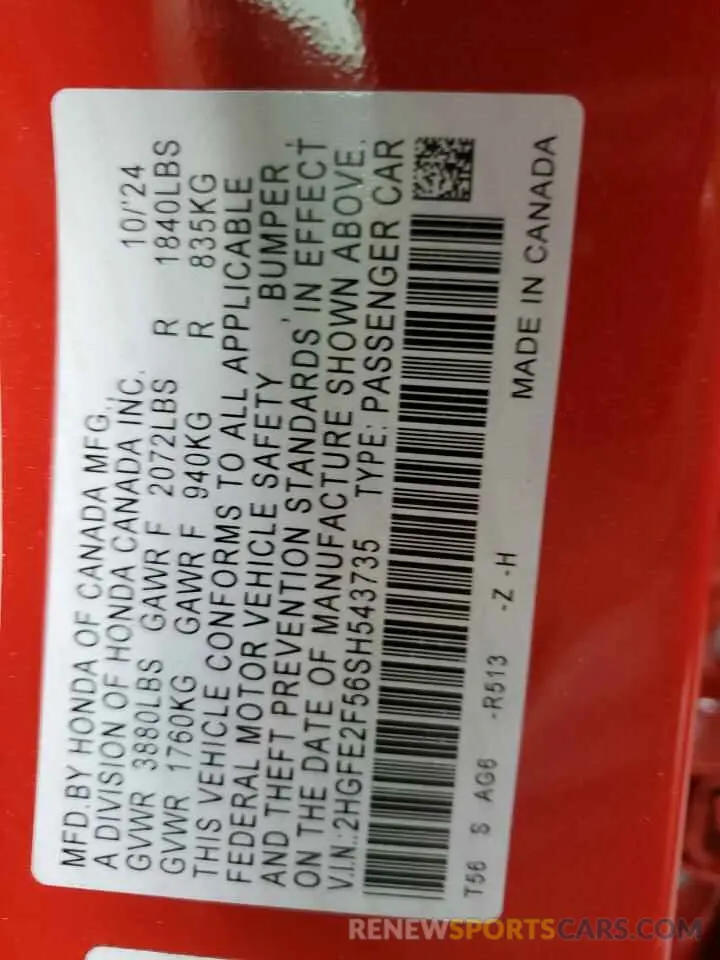 MFD.BY HONDA OF CANADA MFG.,
A DIVISION OF HONDA CANADA INC. 10/'24
GVWR 3880LBS GAWR F 2072LBS R 1840LBS
GVWR 1760KG GAWR F 940KG R 835KG
THIS VEHICLE CONFORMS TO ALL APPLICABLE
FEDERAL MOTOR VEHICLE SAFETY, BUMPER,
AND THEFT PREVENTION STANDARDS IN EFFECT
ON THE DATE OF MANUFACTURE SHOWN ABOVE.
V.I.N.:2HGFE2F56SH543735 TYPE: PASSENGER CAR
T56 S AG6 -R513 -Z -H
MADE IN CANADA
RENEWSPORTSCARS.COM